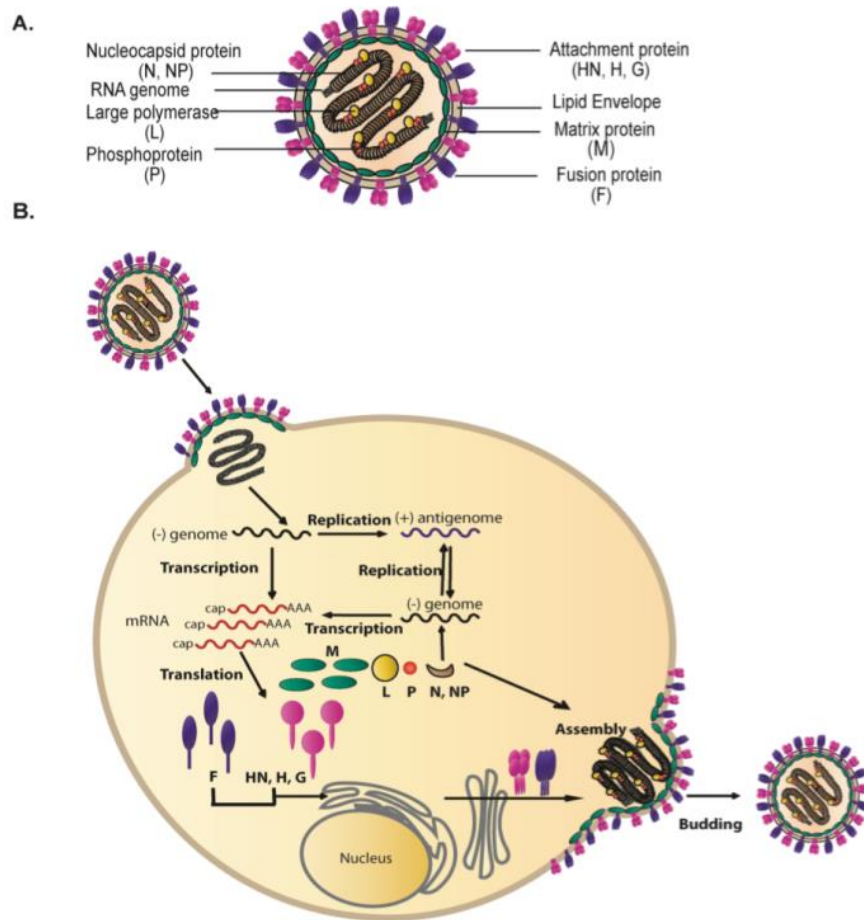 A.
Nucleocapsid protein
(N, NP)
RNA genome
Large polymerase
(L)
Phosphoprotein
(P)
Attachment protein
(HN, H, G)
Lipid Envelope
Matrix protein
(M)
Fusion protein
(F)
B.
(-) genome
Replication
(+) antigenome
Transcription
Replication
(-) genome
mRNA
cap AAA
cap AAA
cap AAA
Transcription
Translation
M
L
P
N, NP
F
HN, H, G
Assembly
Budding
Nucleus